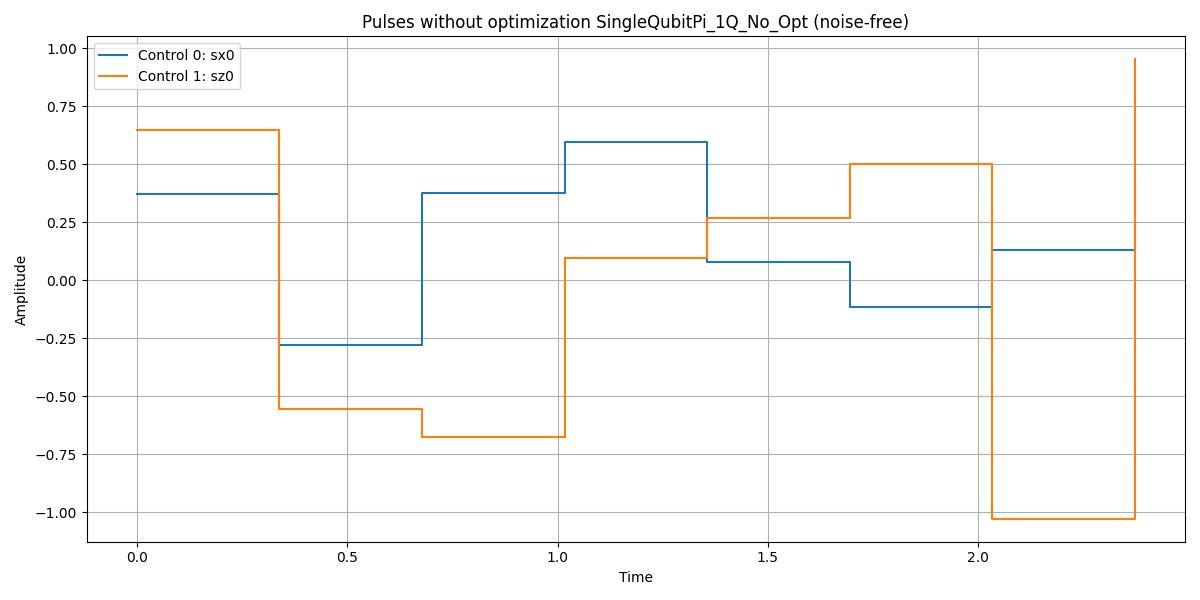 Pulses without optimization SingleQubitPi_1Q_No_Opt (noise-free)
Control 0: sx0
Control 1: sz0
Amplitude
1.00
0.75
0.50
0.25
0.00
−0.25
−0.50
−0.75
−1.00
0.0 0.5 1.0 1.5 2.0
Time